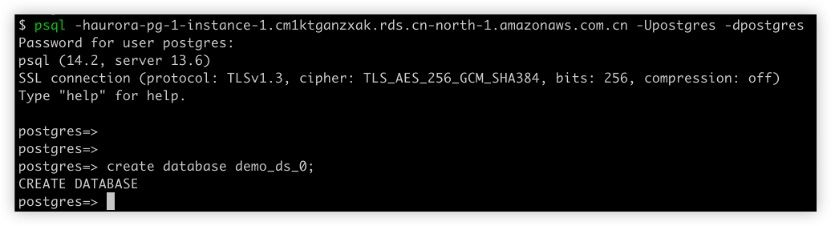 $ psql -haurora-pg-1-instance-1.cm1ktganzxak.rds.cn-north-1.amazonaws.com.cn -Upostgres -dpostgres
Password for user postgres:
psql (14.2, server 13.6)
SSL connection (protocol: TLSv1.3, cipher: TLS_AES_256_GCM_SHA384, bits: 256, compression: off)
Type "help" for help.
postgres=>
postgres=>
postgres=> create database demo_ds_0;
CREATE DATABASE
postgres=>